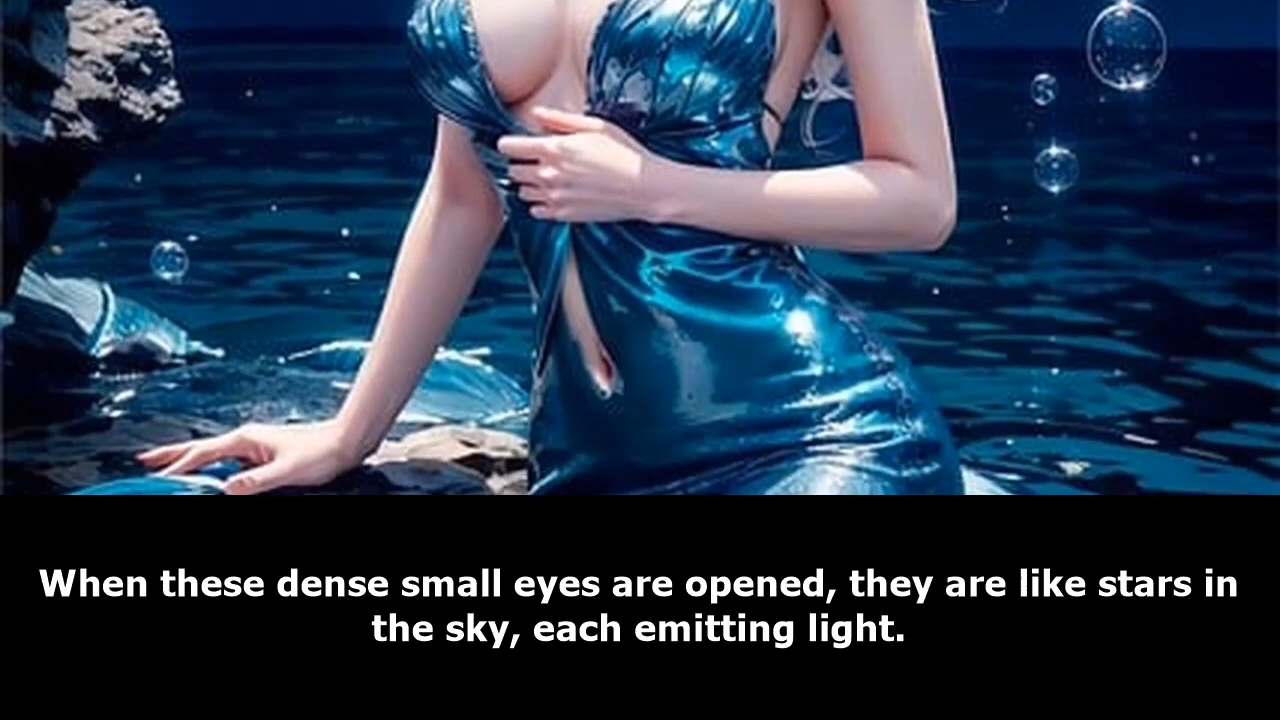 When these dense small eyes are opened, they are like stars in
the sky, each emitting light.